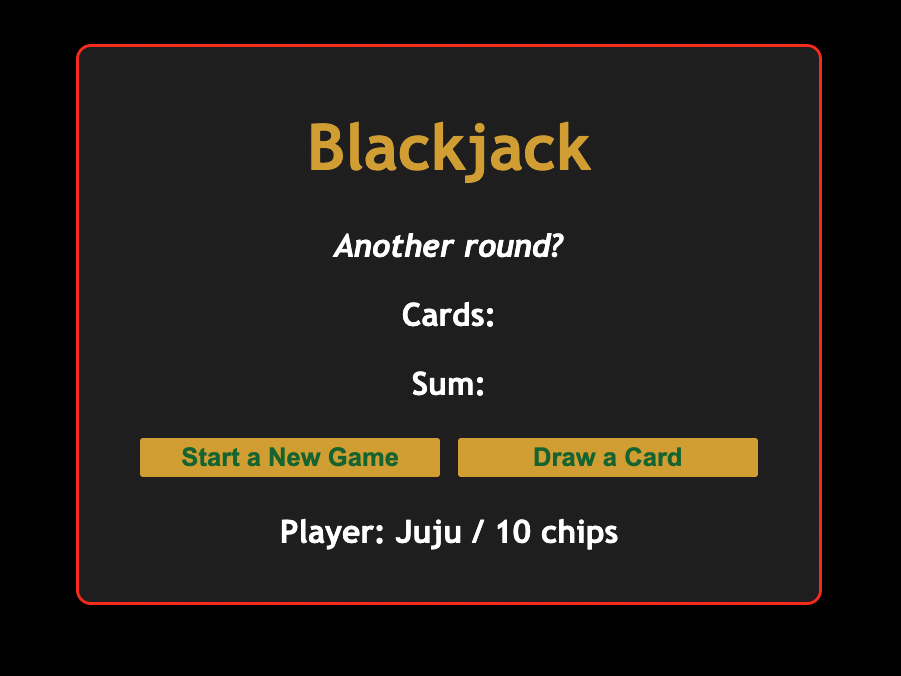 Blackjack
Another round?
Cards:
Sum:
Start a New Game
Draw a Card
Player: Juju / 10 chips